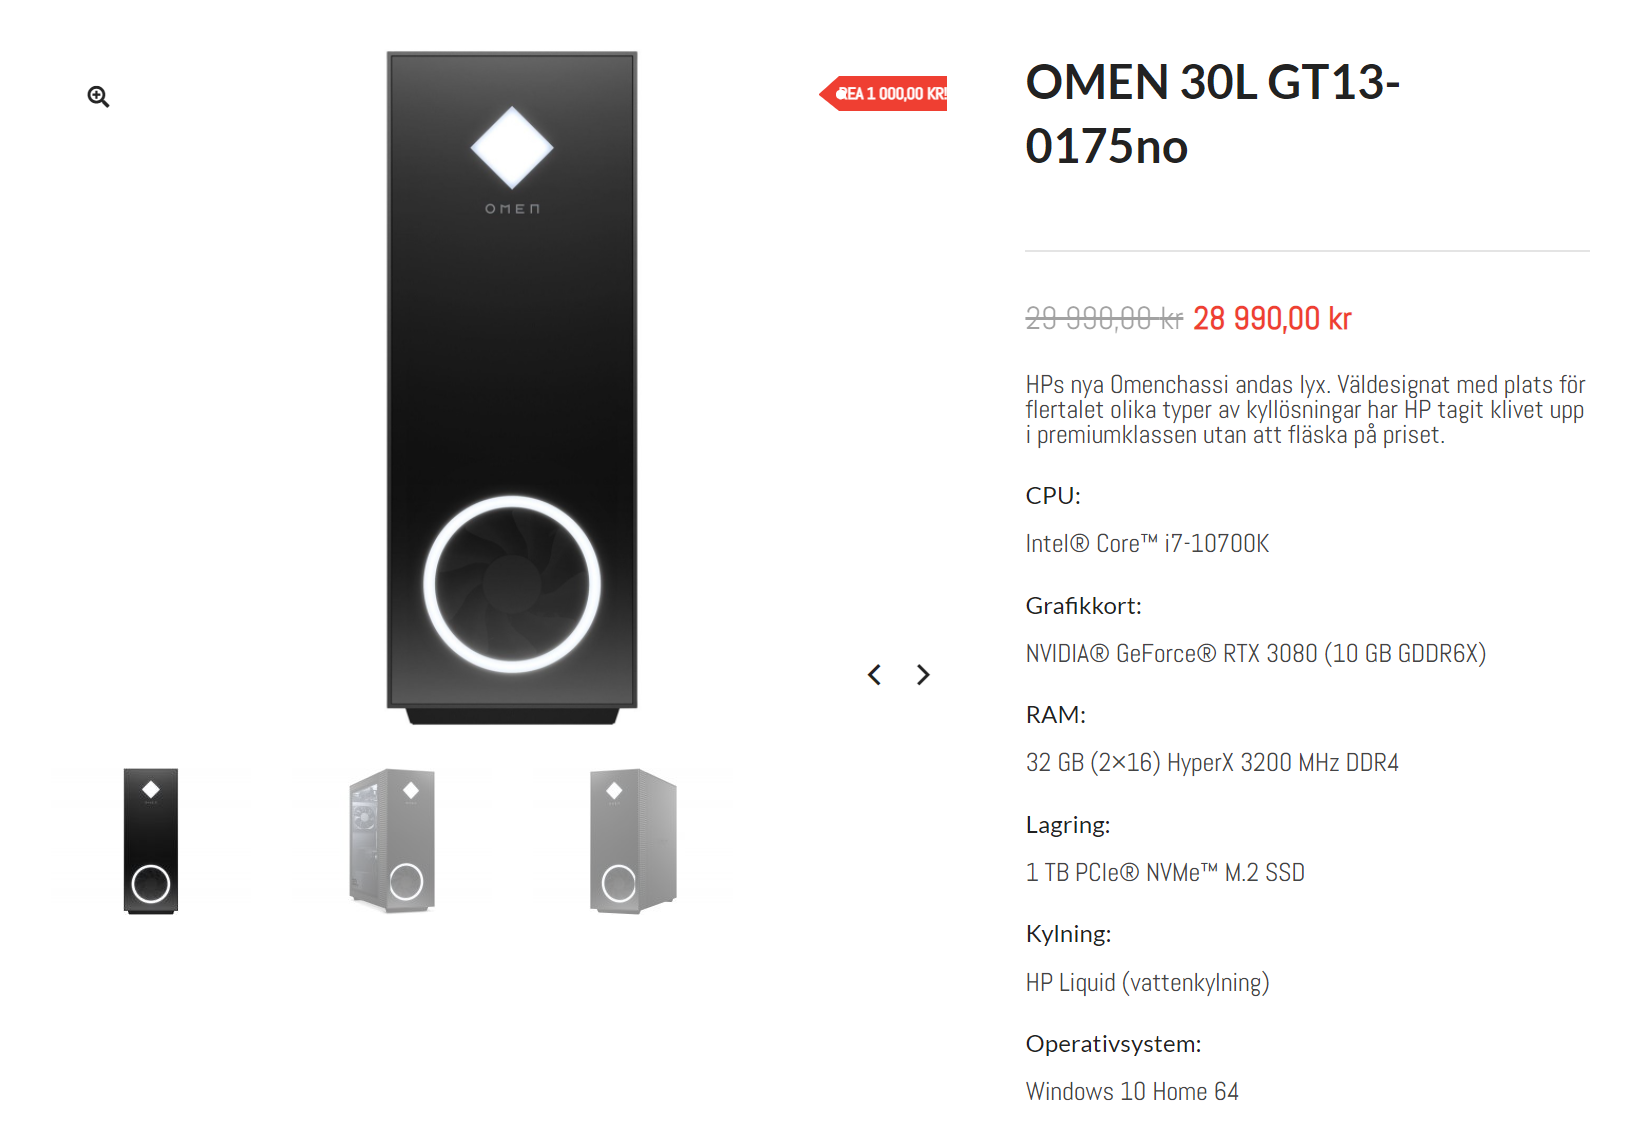 REA 1 000,00 KR!
OMEN
OMEN 30L GT13-
0175no
29 990,00 kr 28 990,00 kr
HPs nya Omenchassi andas lyx. Väldesignat med plats för
flertalet olika typer av kyllösningar har HP tagit klivet upp
i premiumklassen utan att fläska på priset.
CPU:
Intel® Core™ i7-10700K
Grafikkort:
NVIDIA® GeForce® RTX 3080 (10 GB GDDR6X)
RAM:
32 GB (2×16) HyperX 3200 MHz DDR4
Lagring:
1 TB PCIe® NVMe™ M.2 SSD
Kylning:
HP Liquid (vattenkylning)
Operativsystem:
Windows 10 Home 64